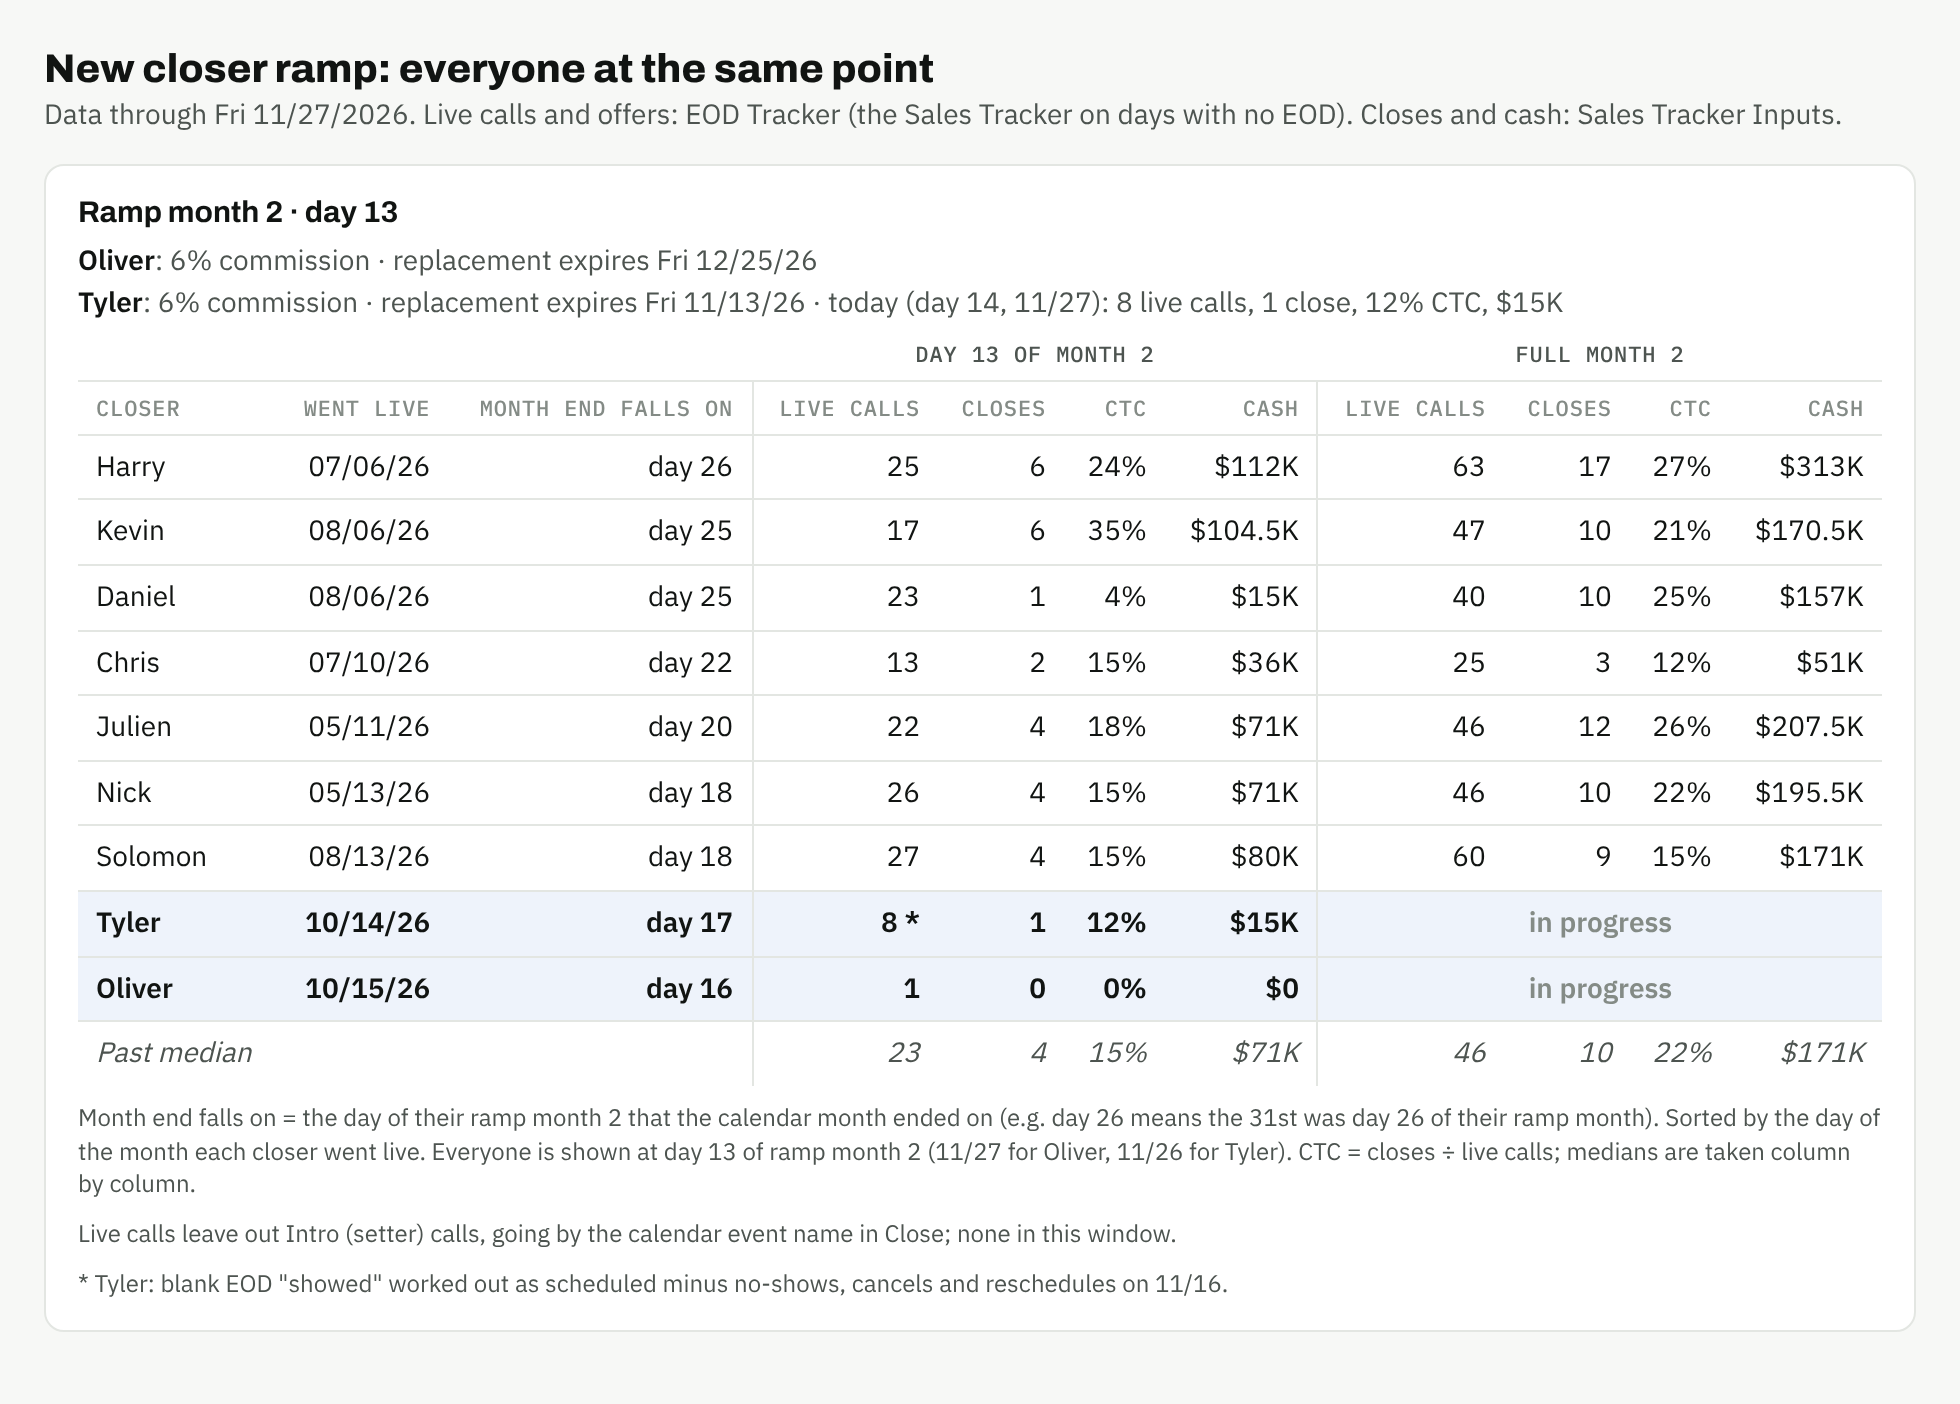 New closer ramp: everyone at the same point
Data through Fri 11/27/2026. Live calls and offers: EOD Tracker (the Sales Tracker on days with no EOD). Closes and cash: Sales Tracker Inputs.
Ramp month 2 · day 13
Oliver: 6% commission · replacement expires Fri 12/25/26
Tyler: 6% commission · replacement expires Fri 11/13/26 · today (day 14, 11/27): 8 live calls, 1 close, 12% CTC, $15K
DAY 13 OF MONTH 2 FULL MONTH 2
CLOSER WENT LIVE MONTH END FALLS ON LIVE CALLS CLOSES CTC CASH LIVE CALLS CLOSES CTC CASH
Harry 07/06/26 day 26 25 6 24% $112K 63 17 27% $313K
Kevin 08/06/26 day 25 17 6 35% $104.5K 47 10 21% $170.5K
Daniel 08/06/26 day 25 23 1 4% $15K 40 10 25% $157K
Chris 07/10/26 day 22 13 2 15% $36K 25 3 12% $51K
Julien 05/11/26 day 20 22 4 18% $71K 46 12 26% $207.5K
Nick 05/13/26 day 18 26 4 15% $71K 46 10 22% $195.5K
Solomon 08/13/26 day 18 27 4 15% $80K 60 9 15% $171K
Tyler 10/14/26 day 17 8 * 1 12% $15K in progress
Oliver 10/15/26 day 16 1 0 0% $0 in progress
Past median 23 4 15% $71K 46 10 22% $171K
Month end falls on = the day of their ramp month 2 that the calendar month ended on (e.g. day 26 means the 31st was day 26 of their ramp month). Sorted by the day of
the month each closer went live. Everyone is shown at day 13 of ramp month 2 (11/27 for Oliver, 11/26 for Tyler). CTC = closes ÷ live calls; medians are taken column
by column.
Live calls leave out Intro (setter) calls, going by the calendar event name in Close; none in this window.
* Tyler: blank EOD "showed" worked out as scheduled minus no-shows, cancels and reschedules on 11/16.